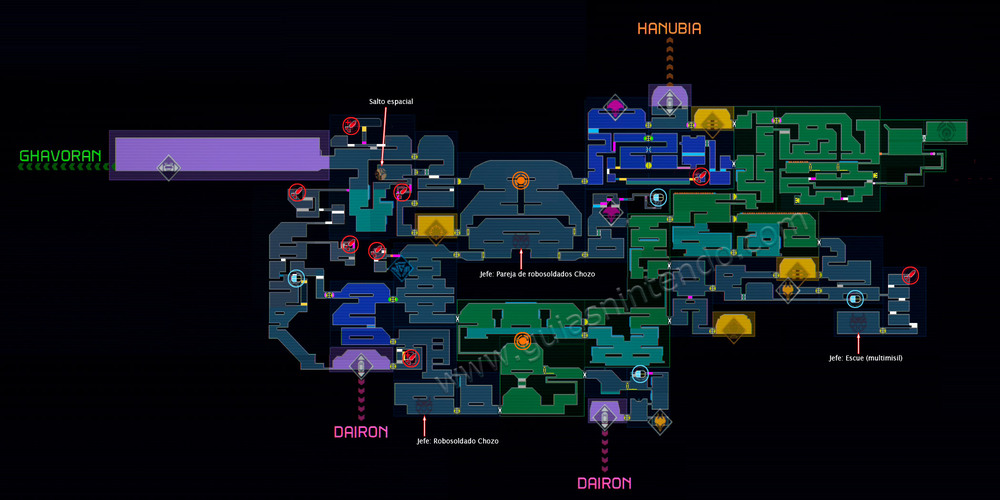 HANUBIA
Salto espacial
GHAVORAN
Jefe: Pareja de robosoldados Chozo
Jefe: Escue (multimisil)
www.guiasnintendo.com
DAIRON
Jefe: Robosoldado Chozo
DAIRON